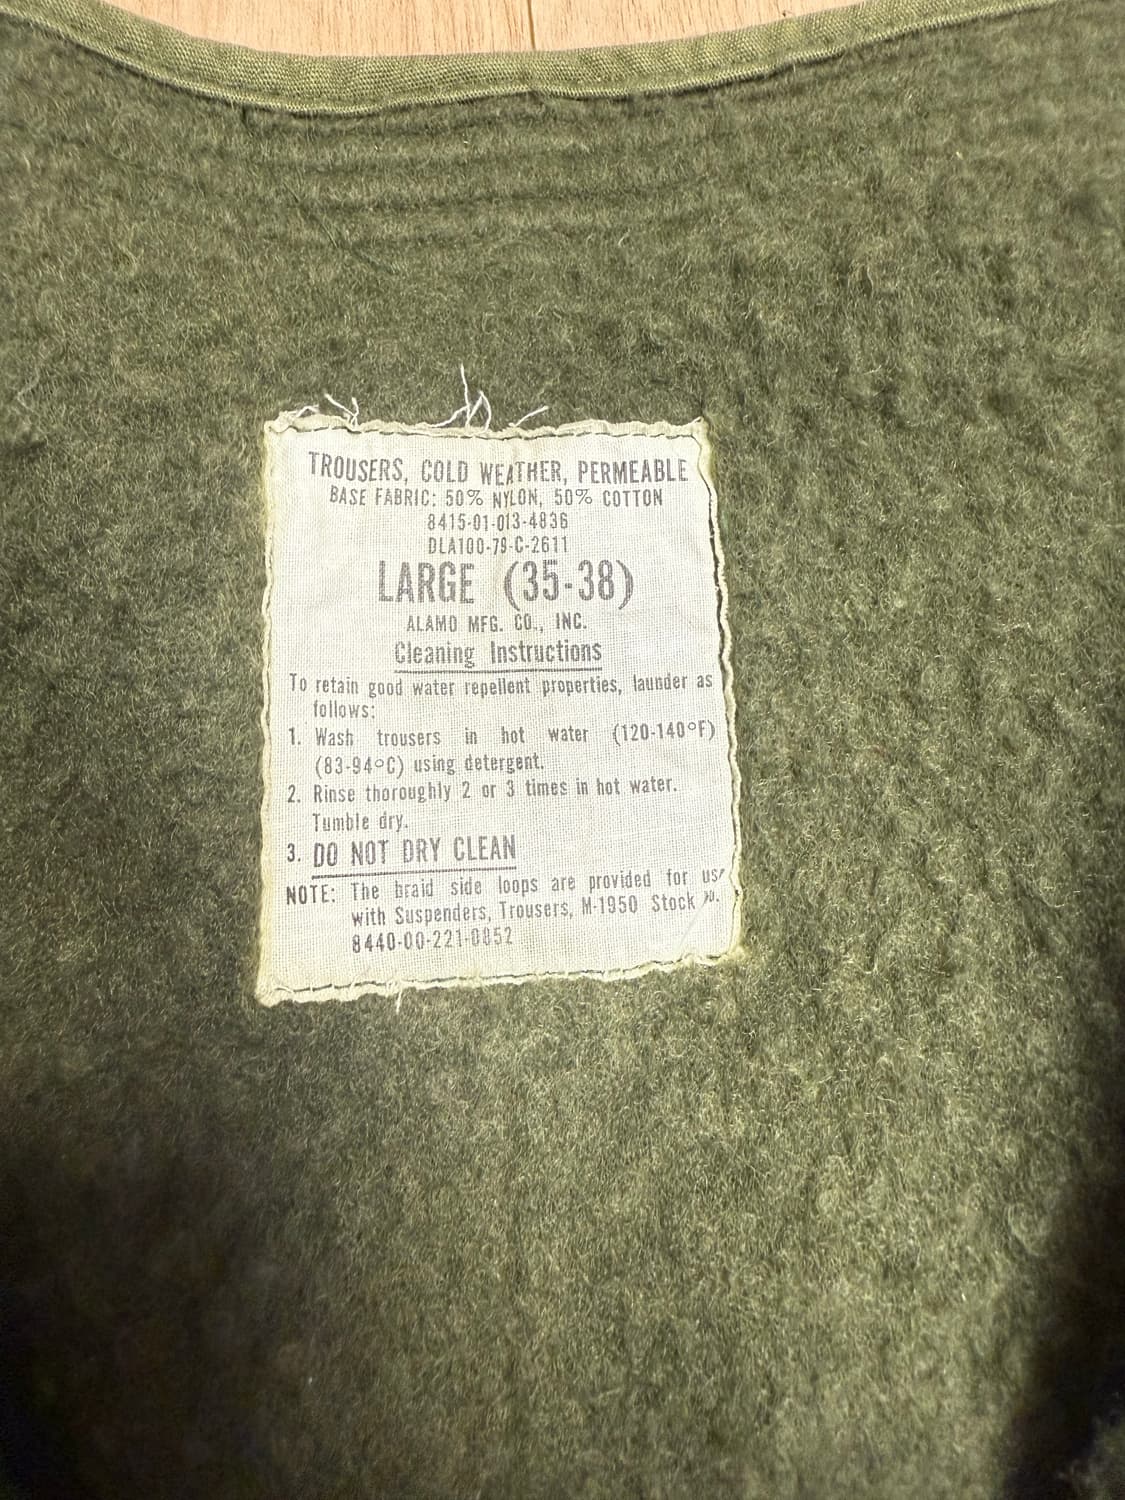 TROUSERS, COLD WEATHER, PERMEABLE
BASE FABRIC: 50% NYLON, 50% COTTON
8415-01-013-4836
DLA100-79-C-2611
LARGE (35-38)
ALAMO MFG. CO., INC.
Cleaning Instructions
To retain good water repellent properties, launder as
follows:
1. Wash trousers in hot water (120-140°F)
(83-94°C) using detergent.
2. Rinse thoroughly 2 or 3 times in hot water.
Tumble dry.
3. DO NOT DRY CLEAN
NOTE: The braid side loops are provided for use
with Suspenders, Trousers, M-1950 Stock No.
8440-00-221-0852